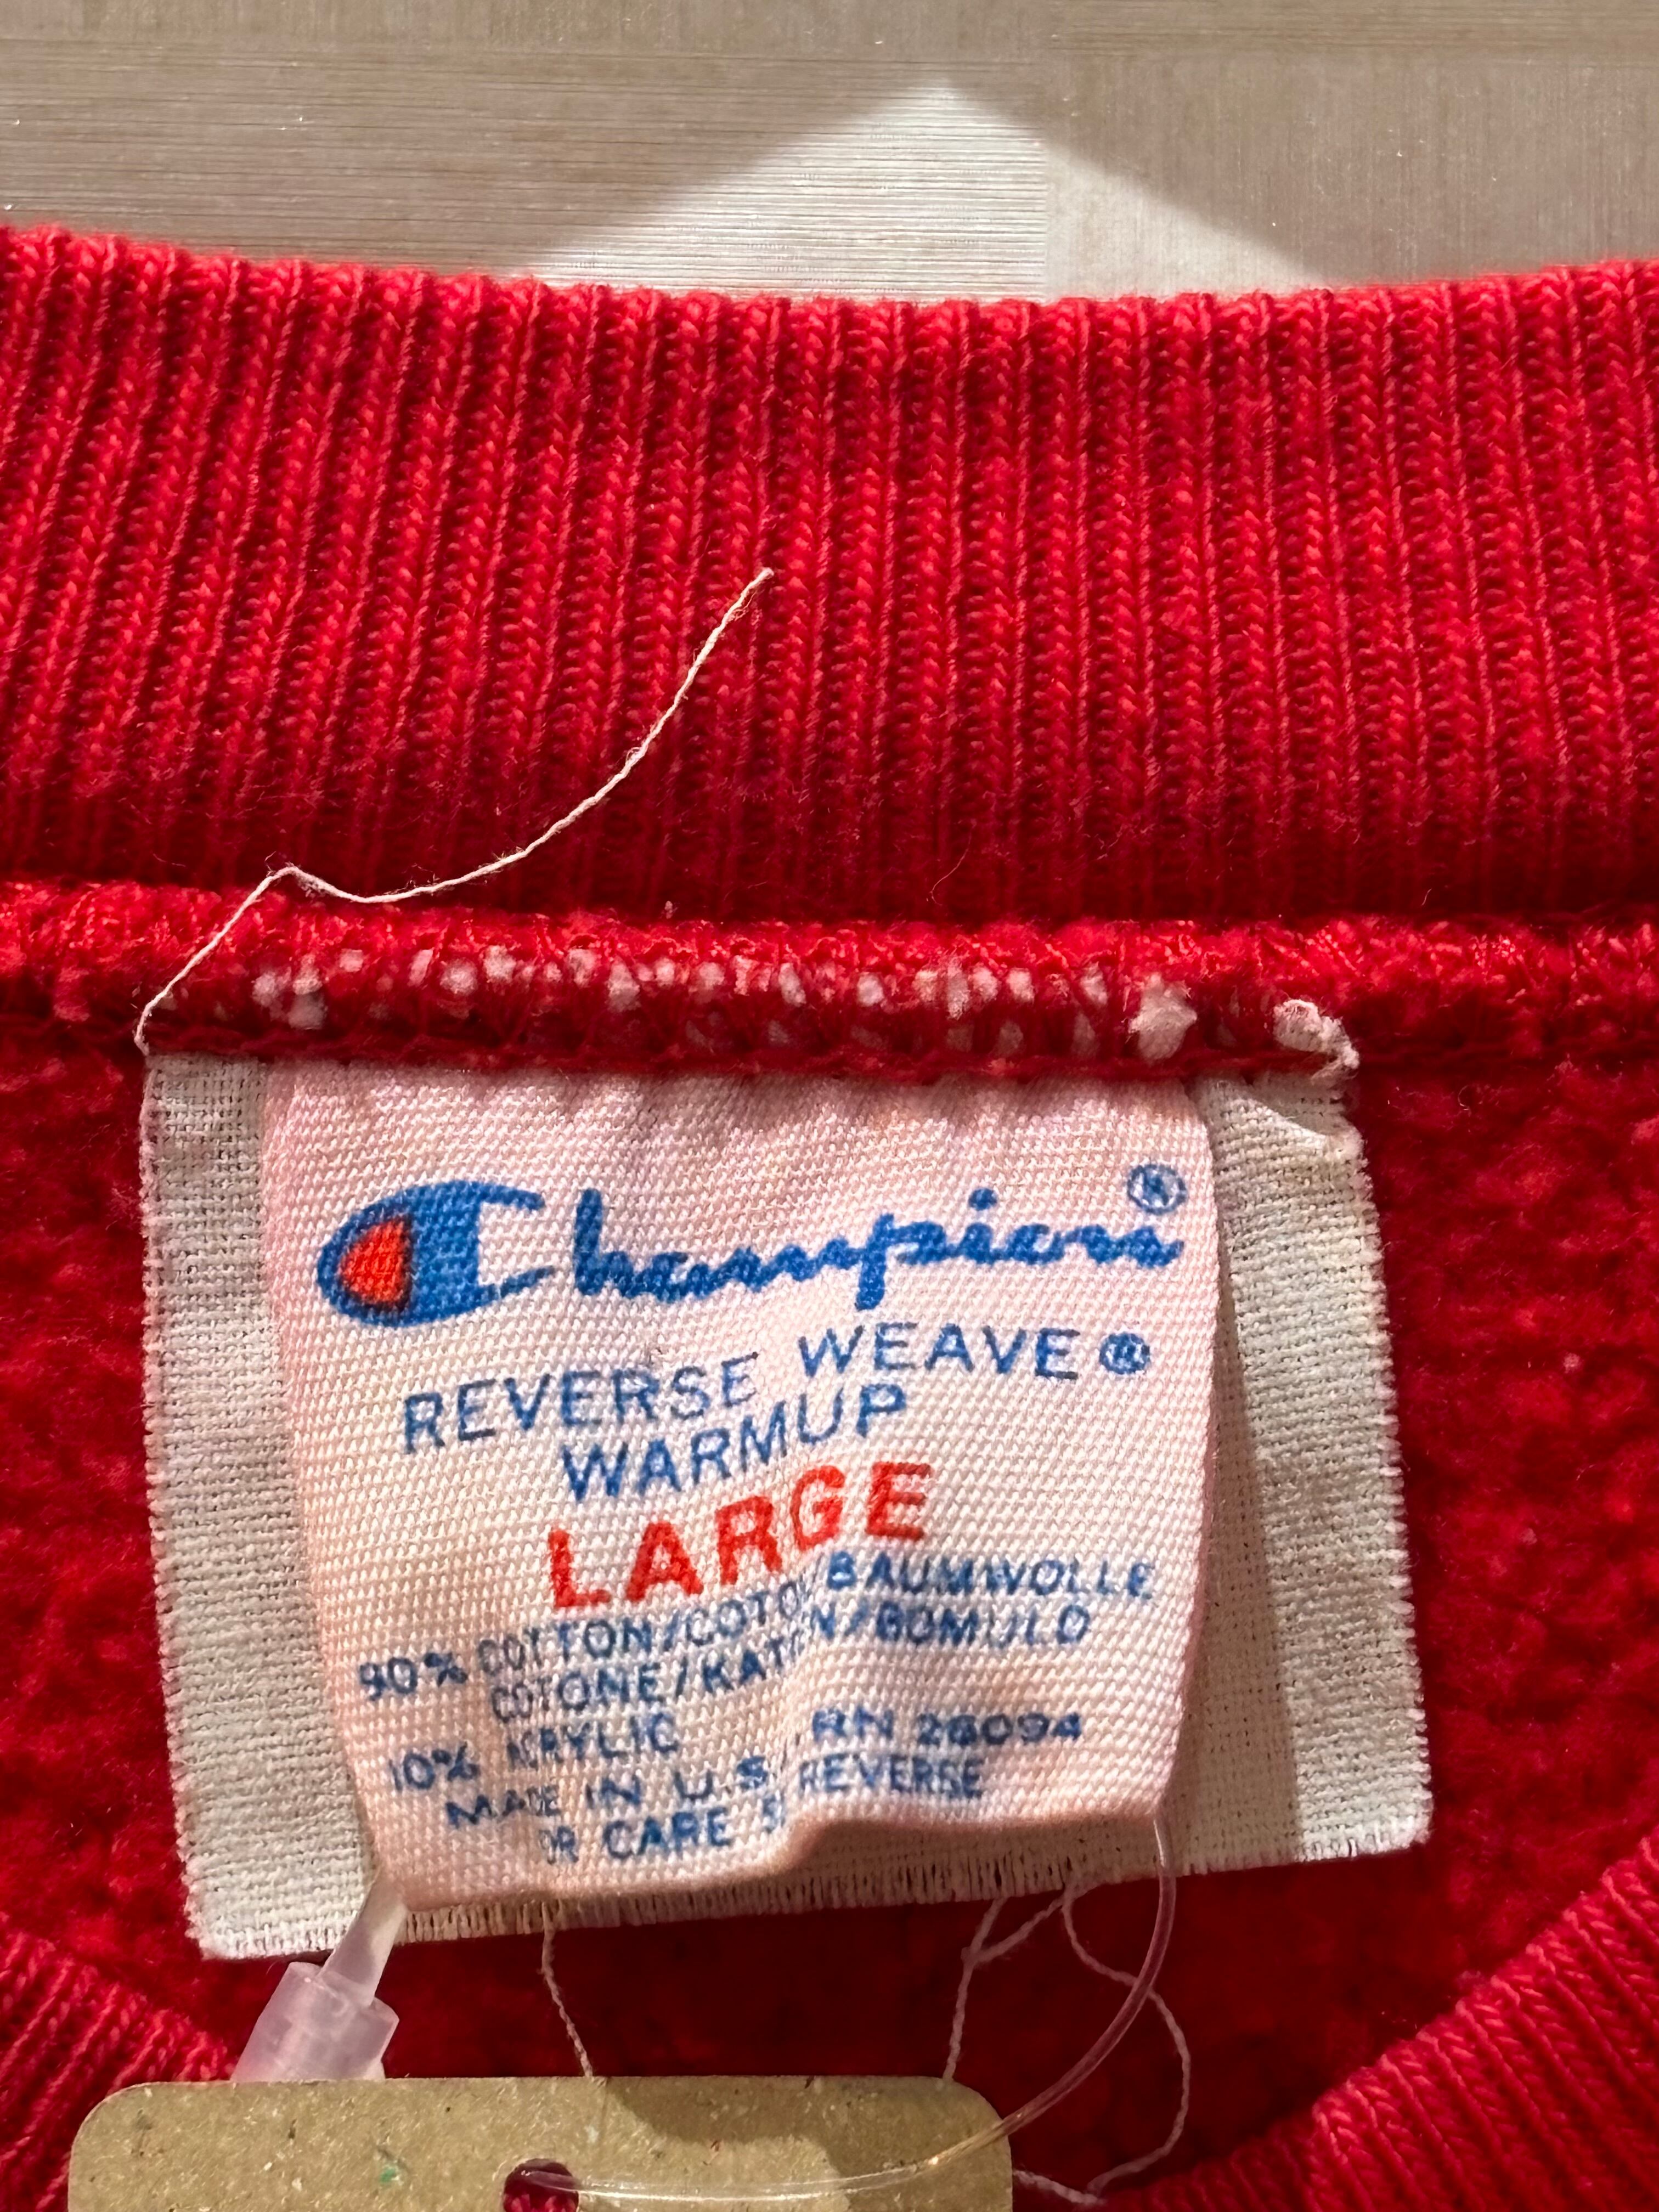 Champion®
REVERSE WEAVE®
WARMUP
LARGE
90% COTTON/COTON BAUMWOLLE
COTONE/KATOEN/BOMULD
10% ACRYLIC
MADE IN U.S. RN 26094
OR CARE REVERSE